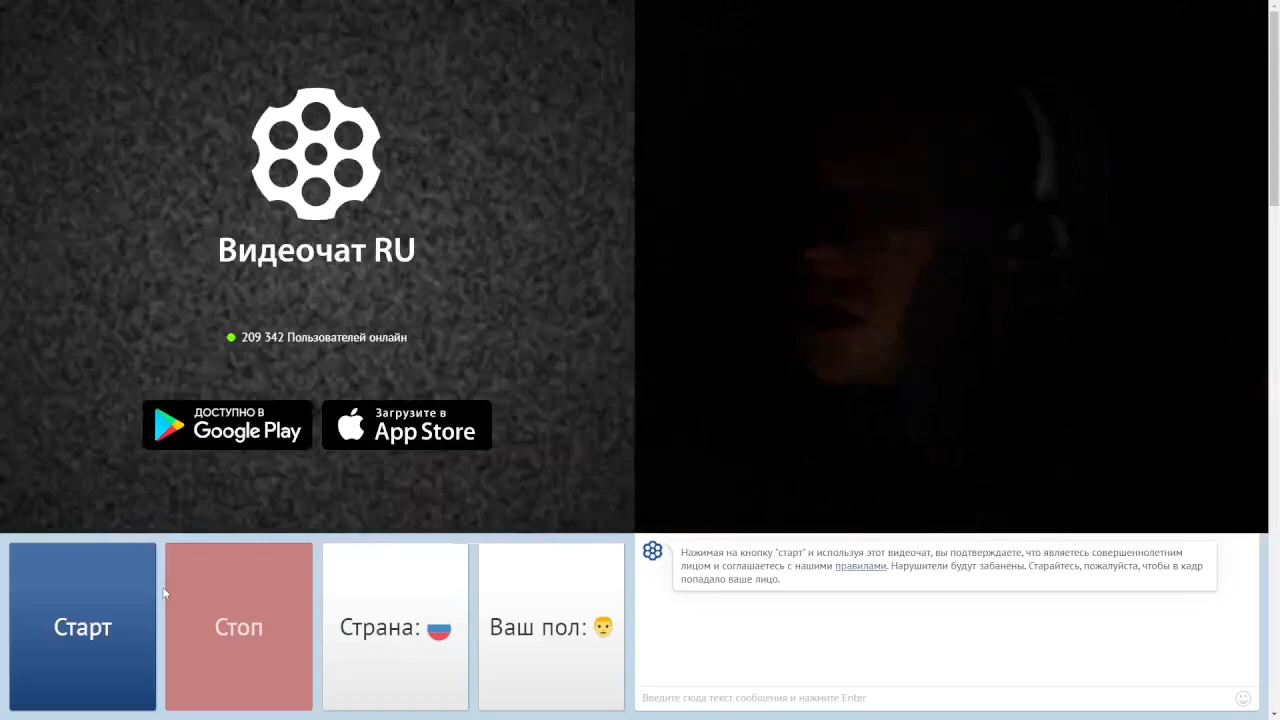 Видеочат RU
209 342 Пользователей онлайн
ДОСТУПНО В
Google Play
Загрузите в
App Store
Старт
Стоп
Страна:
Ваш пол:
Нажимая на кнопку "старт" и используя этот видеочат, вы подтверждаете, что являетесь совершеннолетним
лицом и соглашаетесь с нашими правилами. Нарушители будут забанены. Старайтесь, пожалуйста, чтобы в кадр
попадало ваше лицо.
Введите сюда текст сообщения и нажмите Enter